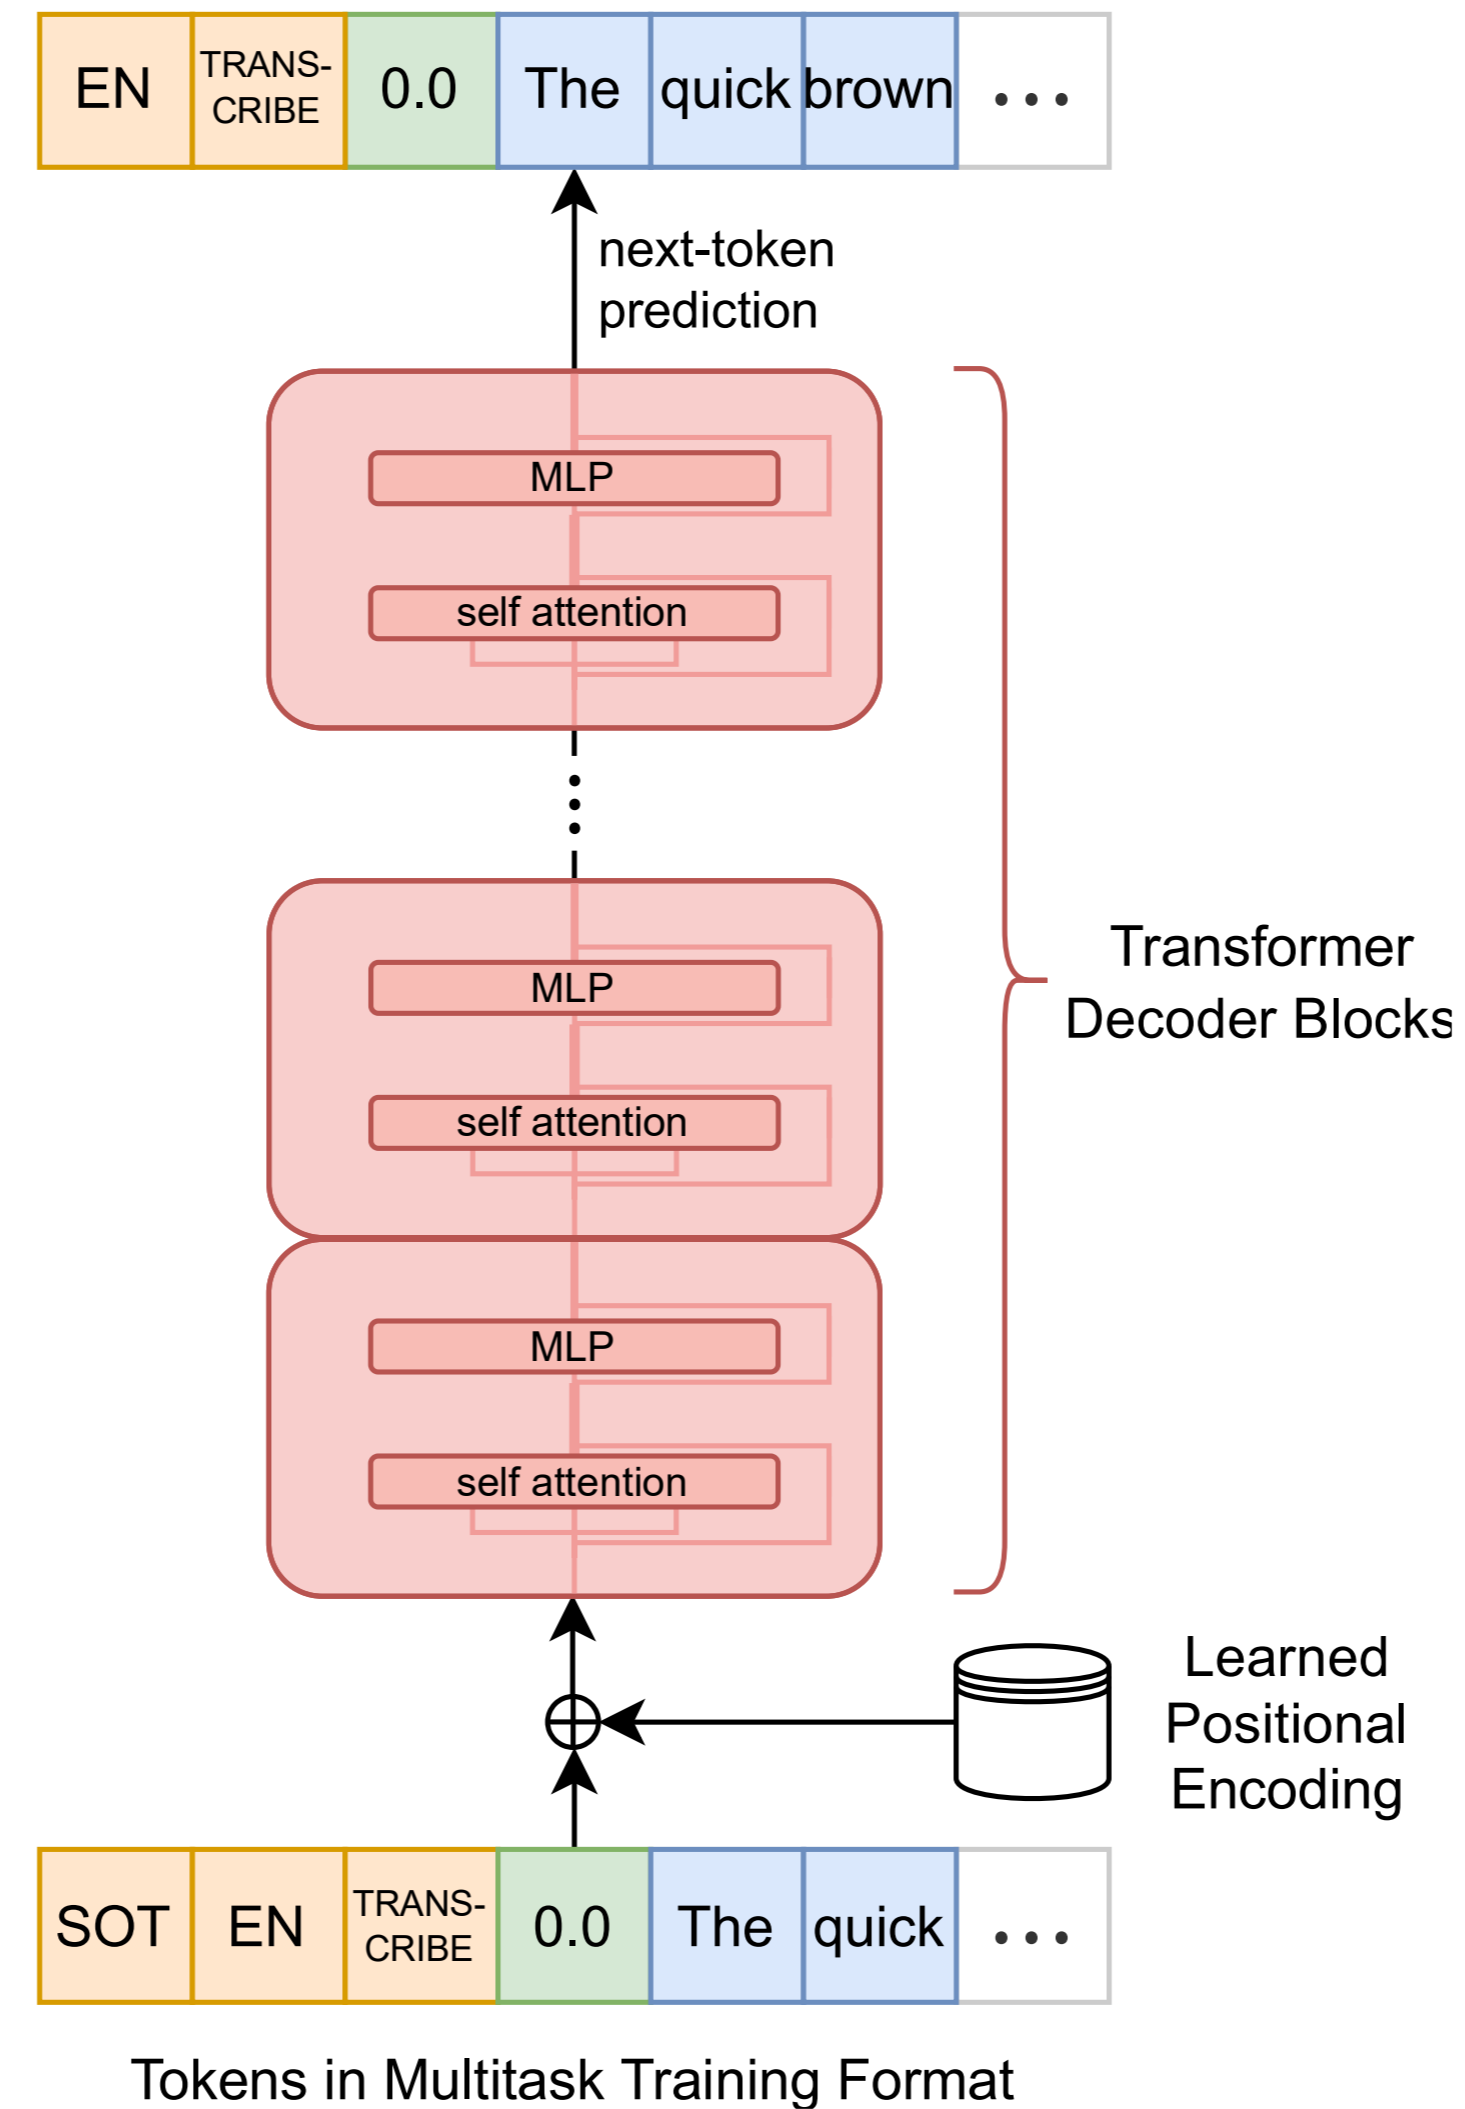 EN TRANS-CRIBE 0.0 The quick brown ...
next-token
prediction
MLP
self attention
MLP
self attention
Transformer
Decoder Blocks
MLP
self attention
Learned
Positional
Encoding
SOT EN TRANS-CRIBE 0.0 The quick ...
Tokens in Multitask Training Format